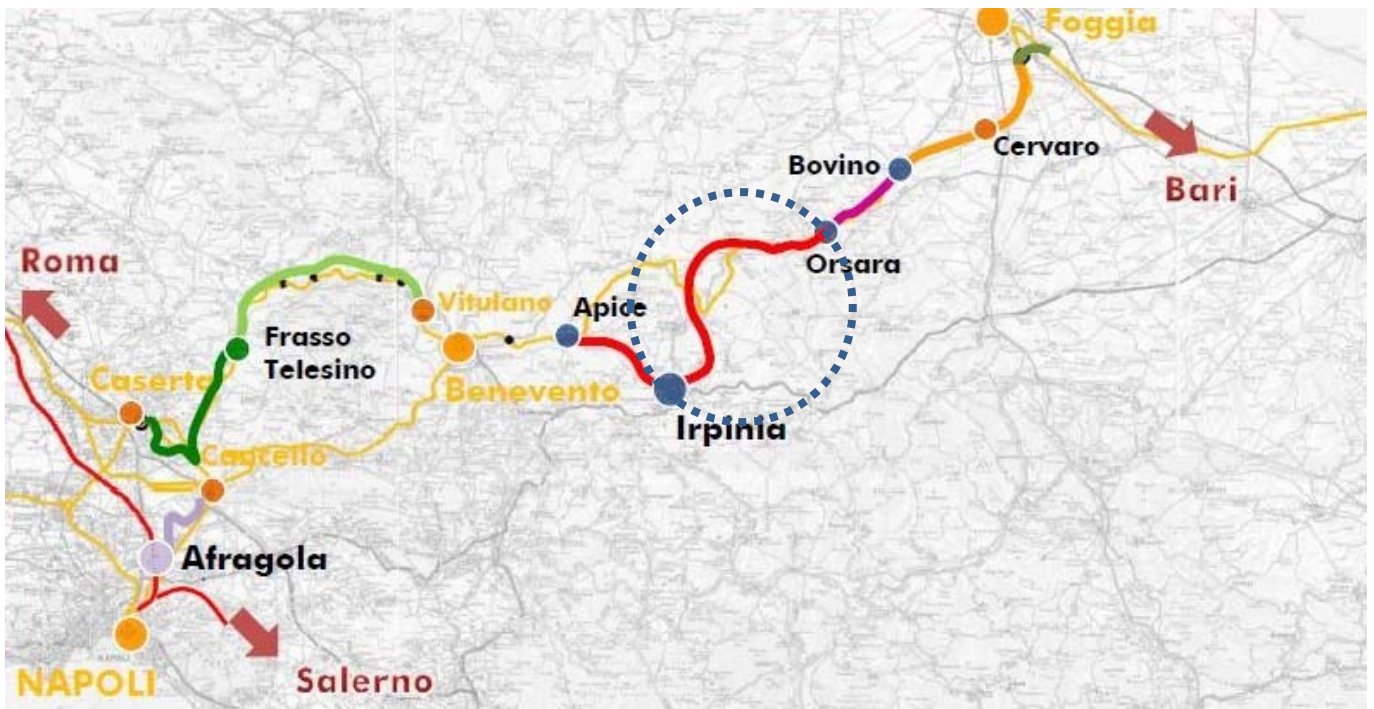 Foggia
Cervaro
Bovino
Bari
Orsara
Roma
Vitulano
Apice
Frasso
Telesino
Caserta
Benevento
Irpinia
Cancello
Afragola
NAPOLI
Salerno